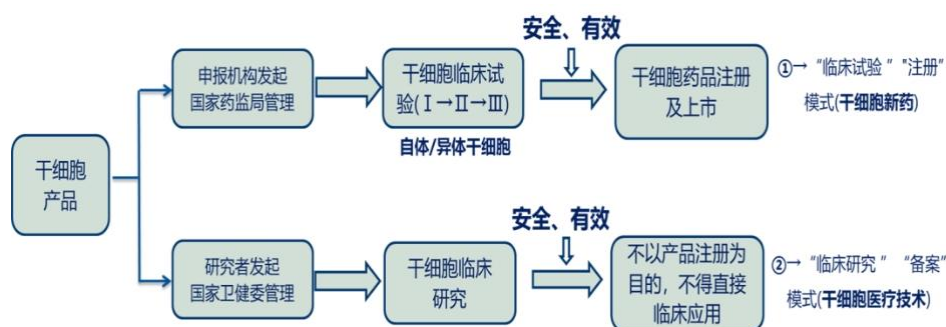 安全、有效
申报机构发起
国家药监局管理
干细胞临床试
验(Ⅰ→Ⅱ→Ⅲ)
自体/异体干细胞
干细胞药品注册
及上市
①→“临床试验 ”"注册”
模式(干细胞新药)
干细胞
产品
安全、有效
研究者发起
国家卫健委管理
干细胞临床
研究
不以产品注册为
目的，不得直接
临床应用
②→“临床研究 ” “备案”
模式(干细胞医疗技术)